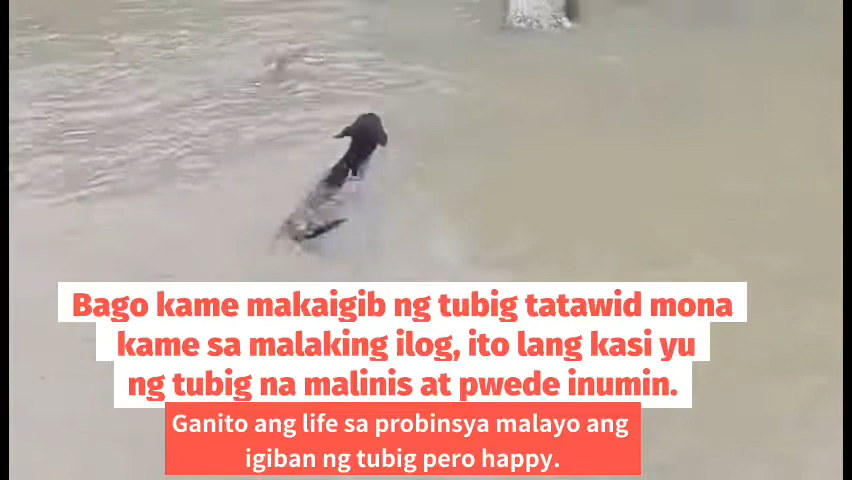 Bago kame makaigib ng tubig tatawid mona
kame sa malaking ilog, ito lang kasi yu
ng tubig na malinis at pwede inumin.
Ganito ang life sa probinsya malayo ang
igiban ng tubig pero happy.